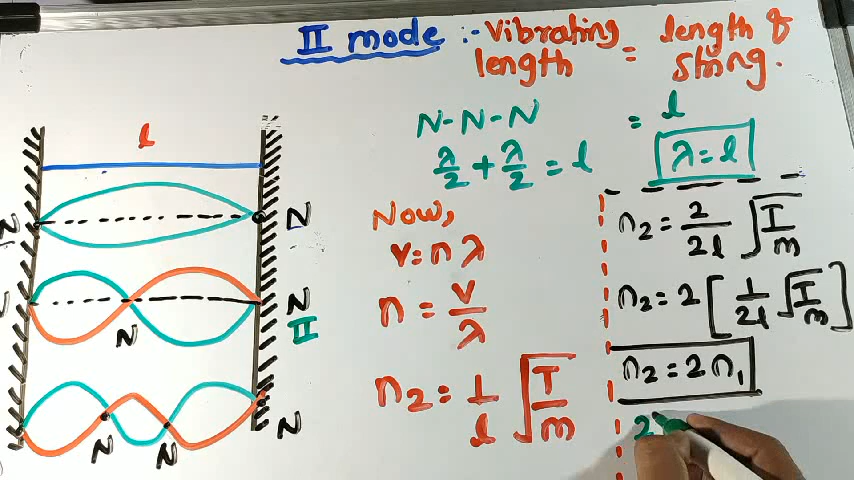 II mode :- Vibrating length = length of string.
N-N-N = l
λ/2 + λ/2 = l
λ = l
Now,
v = nλ
n = v/λ
n₂ = 1/l √T/m
n₂ = 2/2l √T/m
n₂ = 2 [ 1/2l √T/m ]
n₂ = 2n₁
2
l
N N
N N II
N
N N N